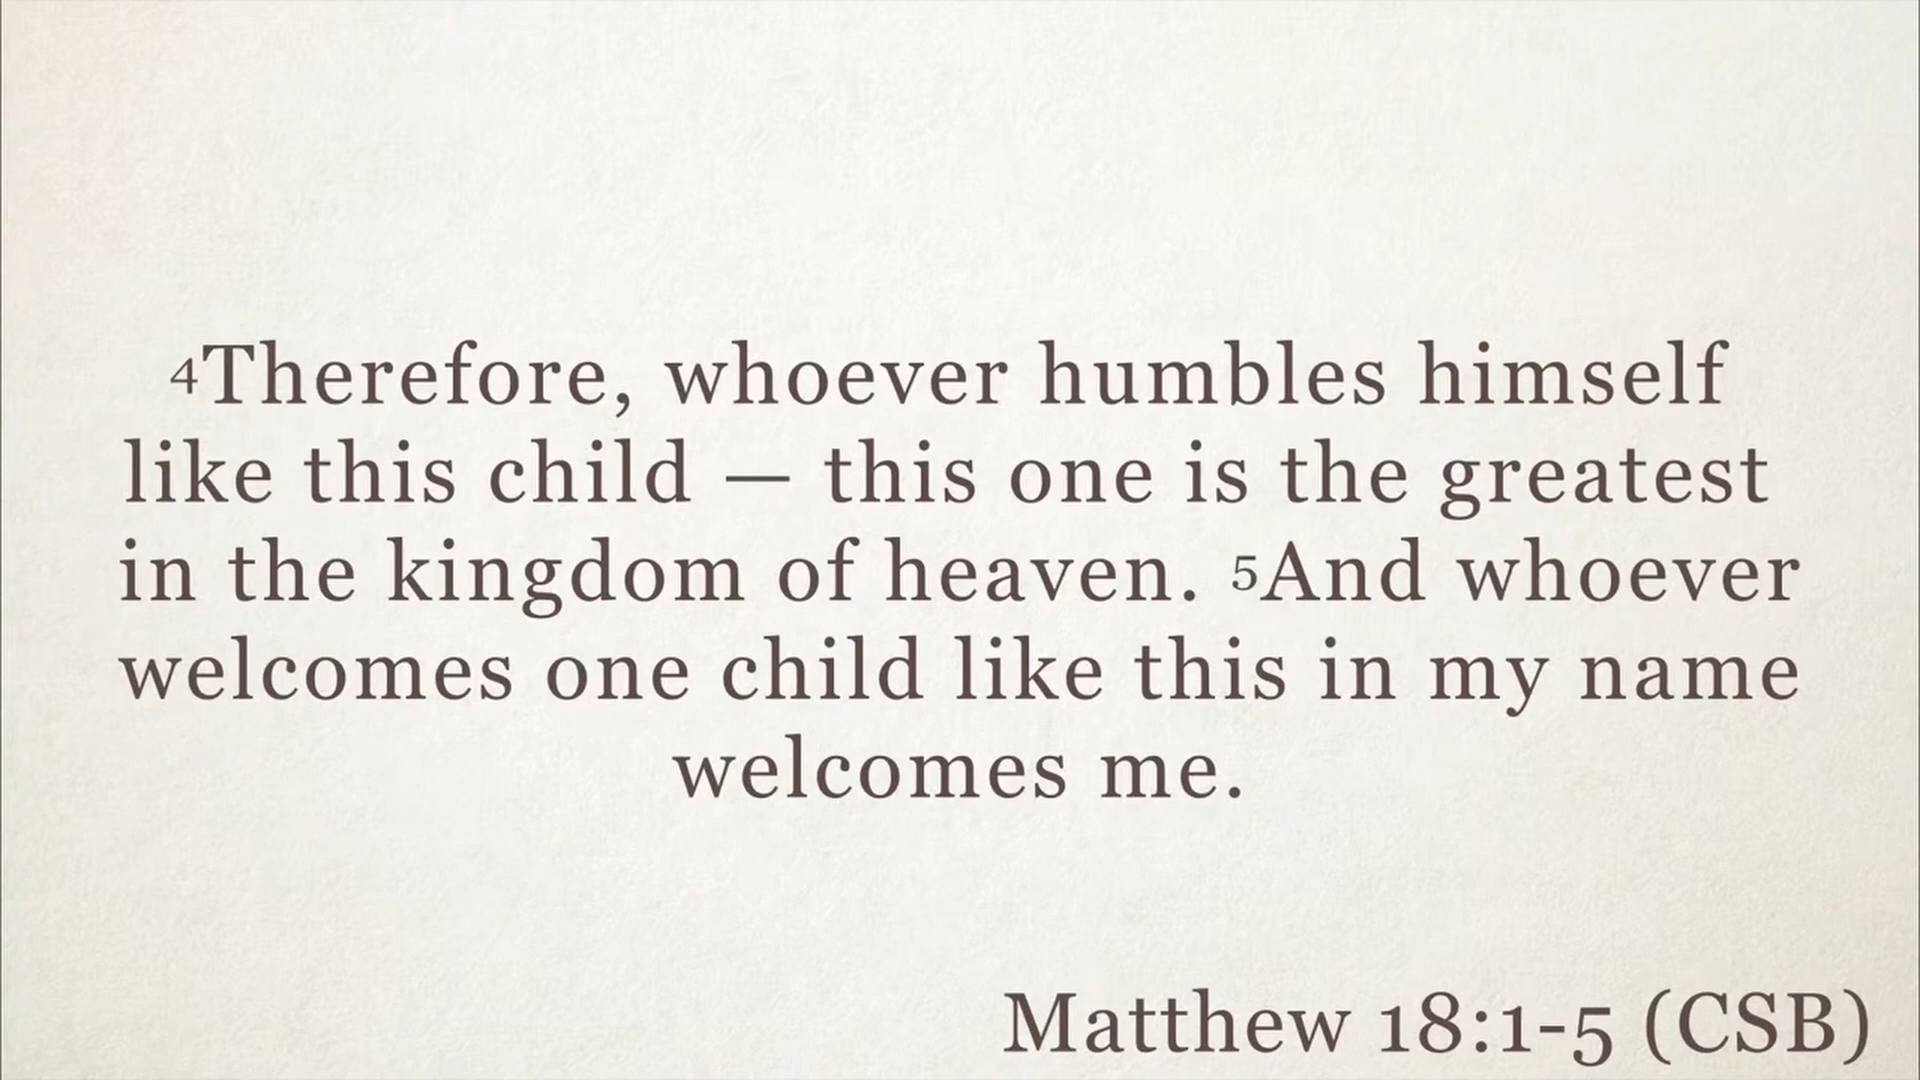 ⁴Therefore, whoever humbles himself
like this child — this one is the greatest
in the kingdom of heaven. ⁵And whoever
welcomes one child like this in my name
welcomes me.
Matthew 18:1-5 (CSB)